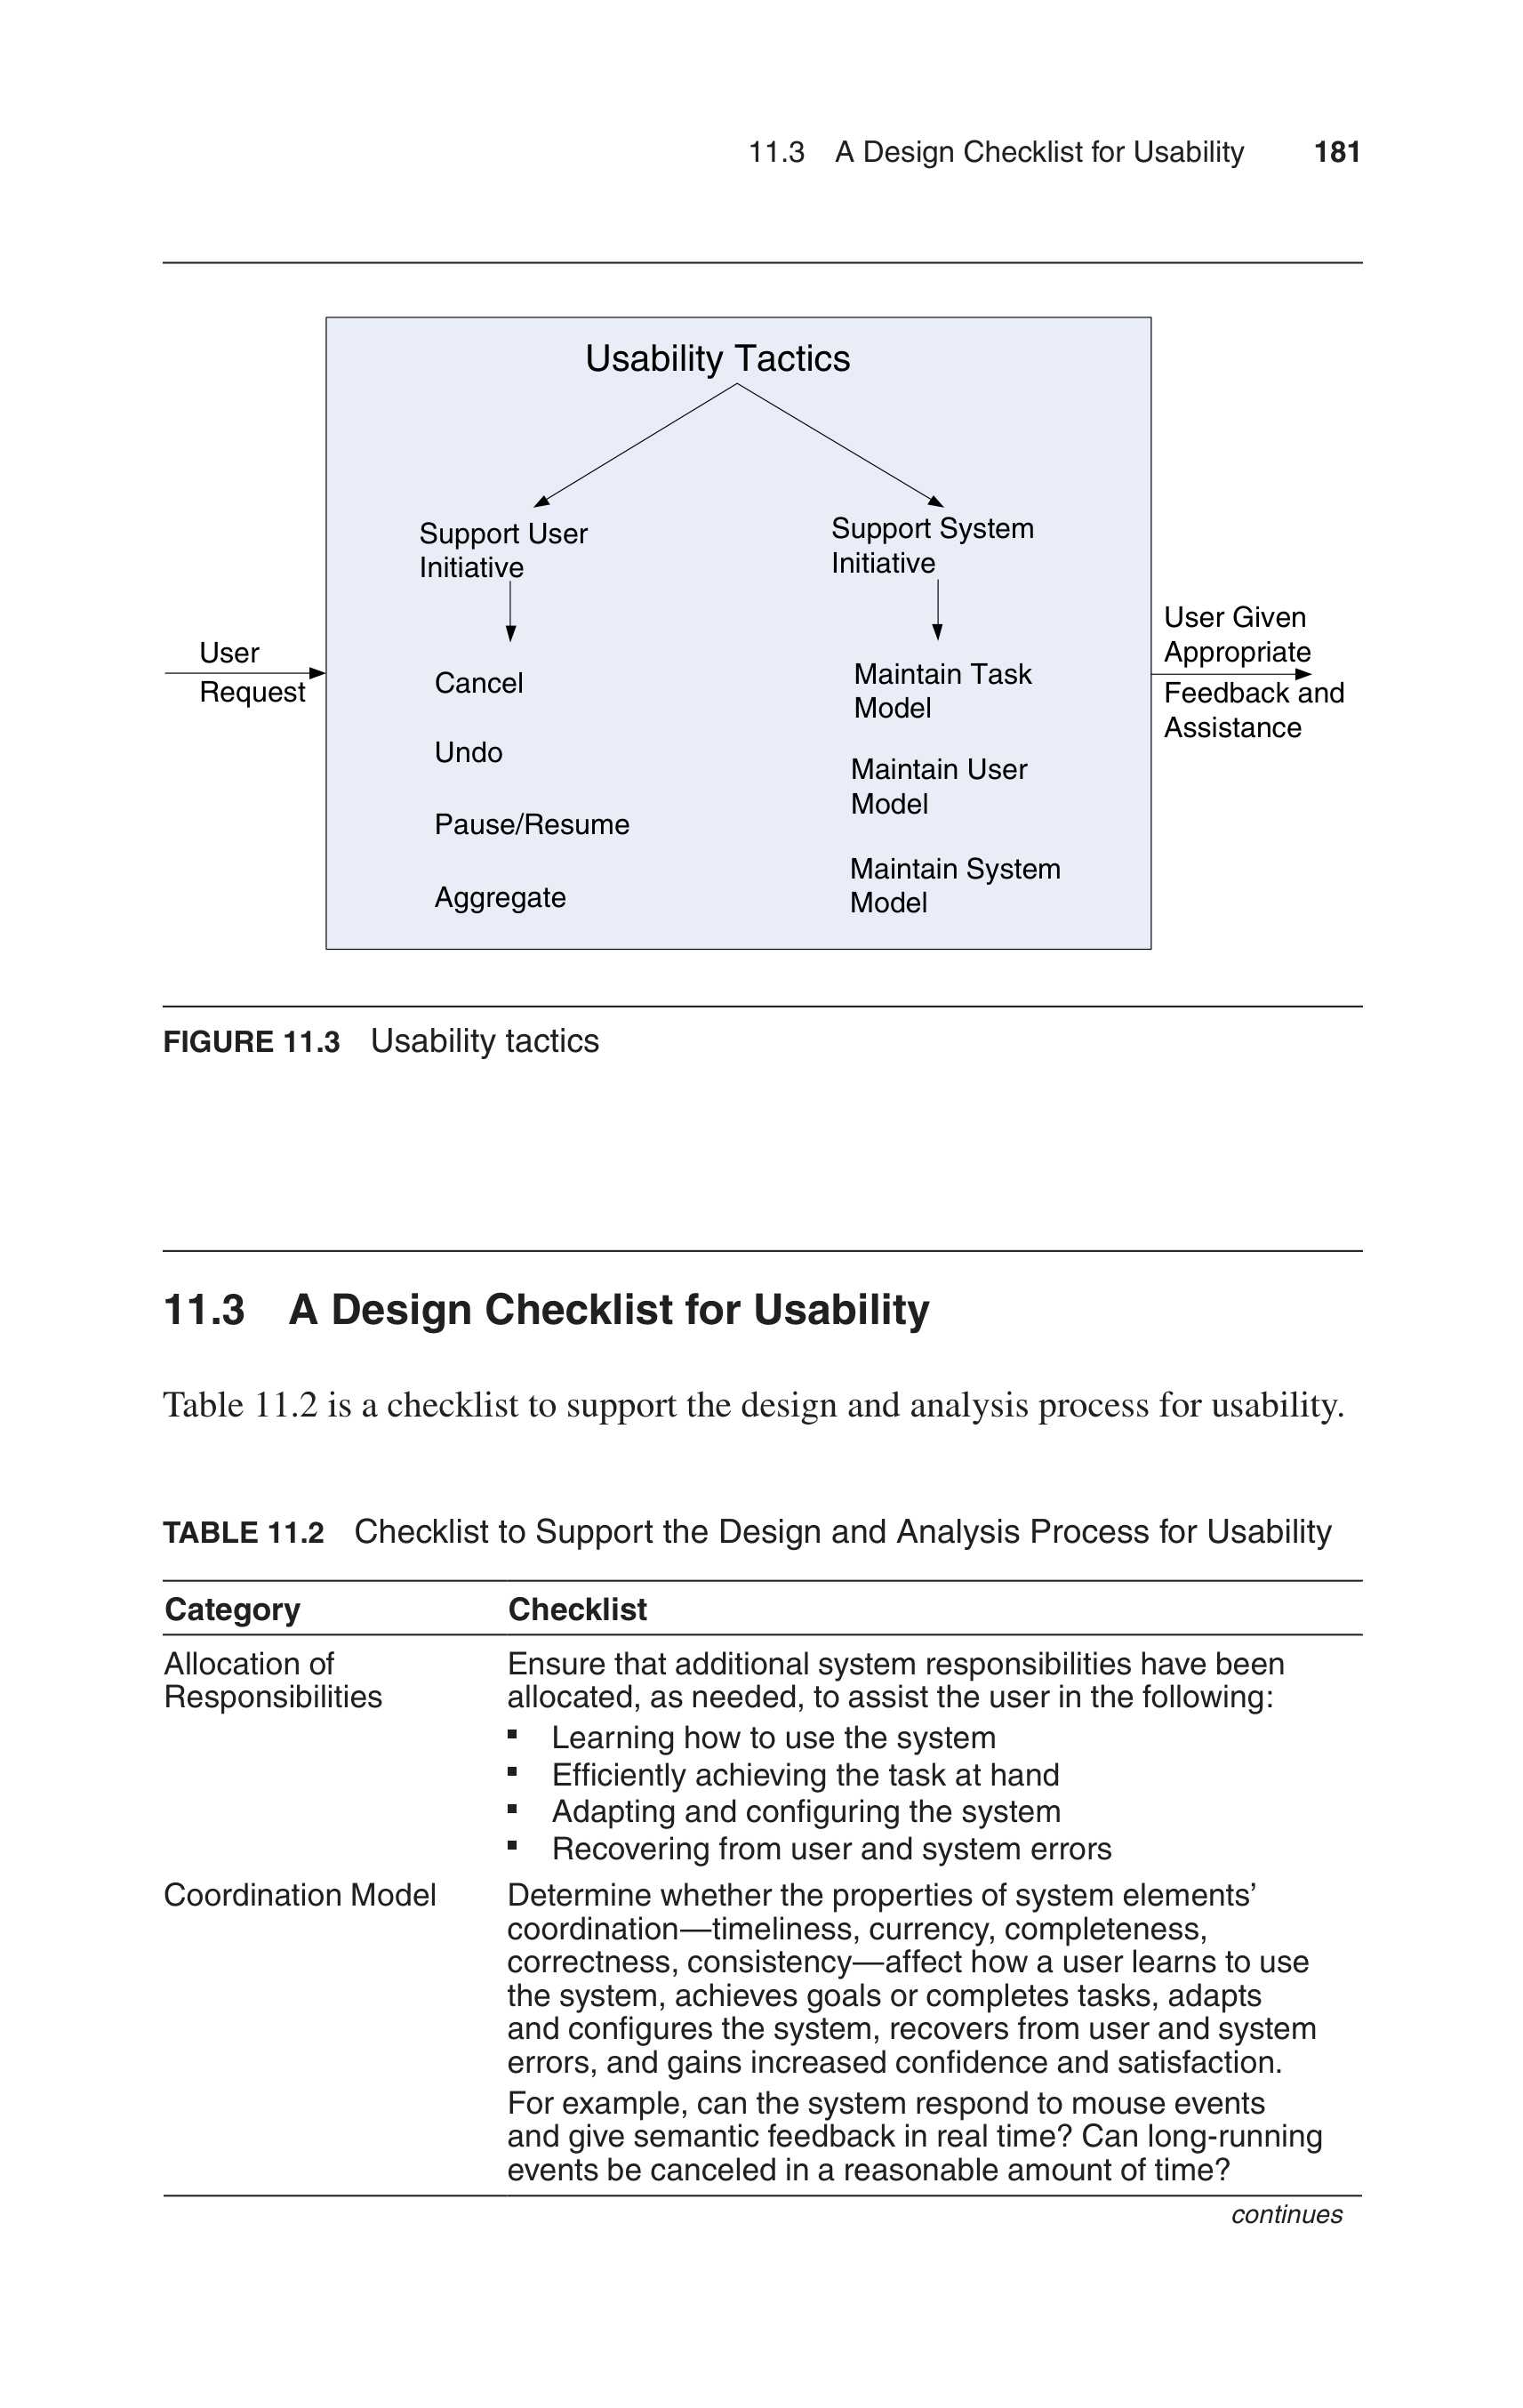 11.3 A Design Checklist for Usability 181
Usability Tactics
Support User
Initiative
Support System
Initiative
User
Request
Cancel
Undo
Pause/Resume
Aggregate
Maintain Task
Model
Maintain User
Model
Maintain System
Model
User Given
Appropriate
Feedback and
Assistance
FIGURE 11.3 Usability tactics
11.3 A Design Checklist for Usability
Table 11.2 is a checklist to support the design and analysis process for usability.
TABLE 11.2 Checklist to Support the Design and Analysis Process for Usability
Category Checklist
Allocation of
Responsibilities
Ensure that additional system responsibilities have been
allocated, as needed, to assist the user in the following:
▪ Learning how to use the system
▪ Efficiently achieving the task at hand
▪ Adapting and configuring the system
▪ Recovering from user and system errors
Coordination Model
Determine whether the properties of system elements’
coordination—timeliness, currency, completeness,
correctness, consistency—affect how a user learns to use
the system, achieves goals or completes tasks, adapts
and configures the system, recovers from user and system
errors, and gains increased confidence and satisfaction.
For example, can the system respond to mouse events
and give semantic feedback in real time? Can long-running
events be canceled in a reasonable amount of time?
continues